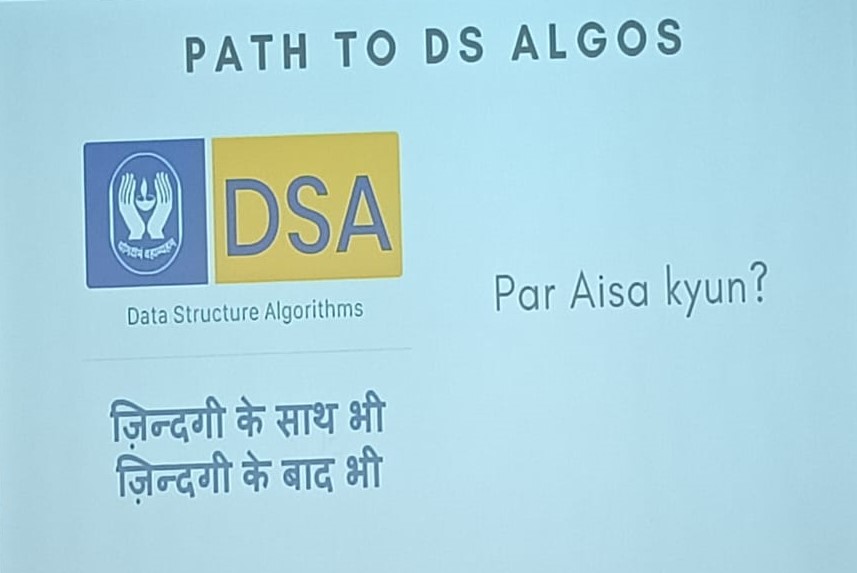 PATH TO DS ALGOS
DSA
Data Structure Algorithms
Par Aisa kyun?
ज़िन्दगी के साथ भी
ज़िन्दगी के बाद भी